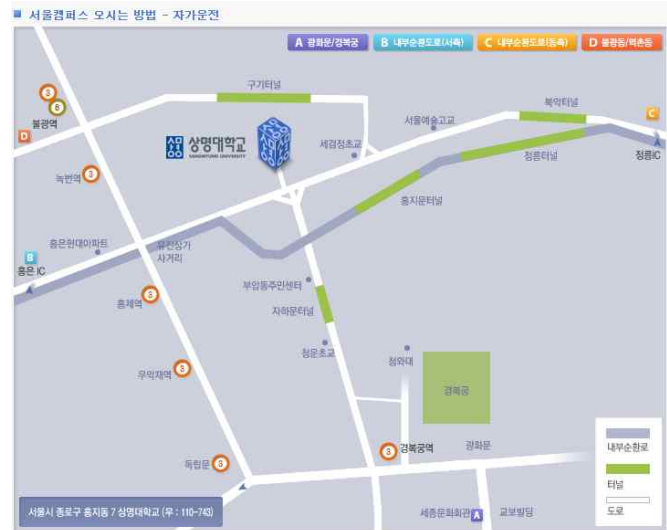 서울캠퍼스 오시는 방법 - 자가운전
A 광화문/경복궁
B 내부순환도로(서측)
C 내부순환도로(동측)
D 불광동/역촌동
구기터널
북악터널
3
6
불광역
D
상명대학교
SANGMYUNG UNIVERSITY
세검정초교
서울예술고교
C
정릉터널
정릉IC
녹번역 3
홍지문터널
홍은현대아파트
유진상가
사거리
B
홍은 IC
부암동주민센터
홍제역 3
자하문터널
청운초교
청와대
무악재역 3
경복궁
3 경복궁역
광화문
독립문 3
내부순환로
터널
도로
서울시 종로구 홍지동 7 상명대학교 (우 : 110-743)
세종문화회관 A
교보빌딩